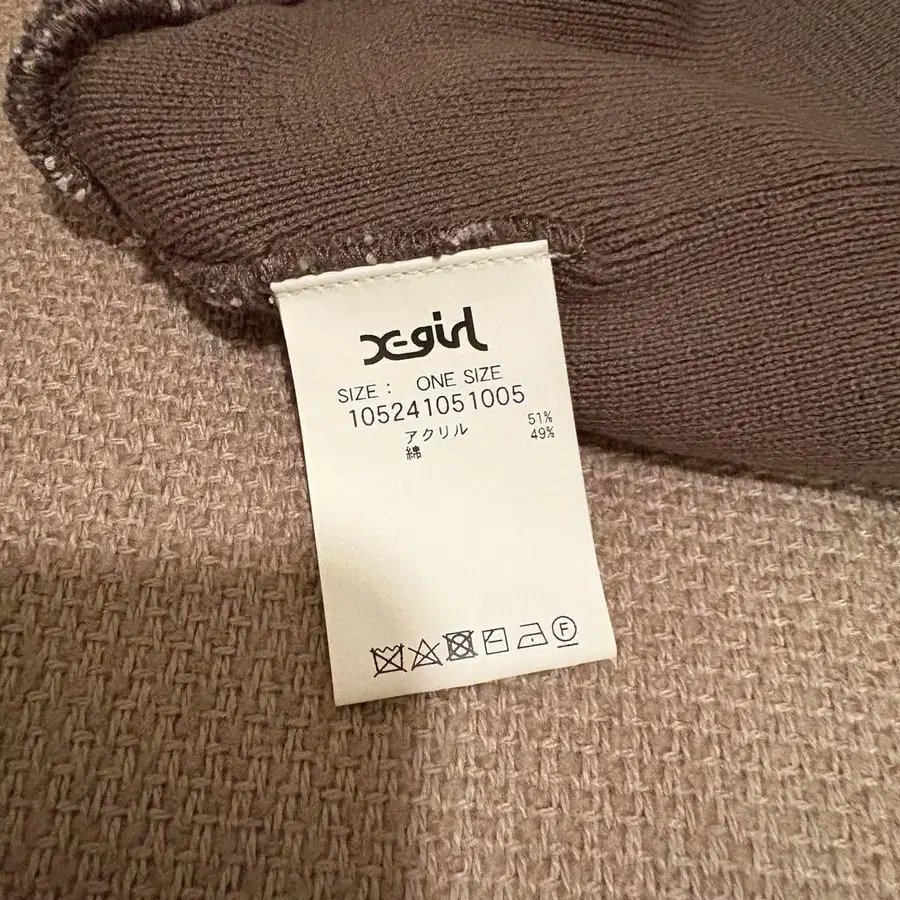 X-girl
SIZE : ONE SIZE
105241051005
アクリル 51%
綿 49%
F